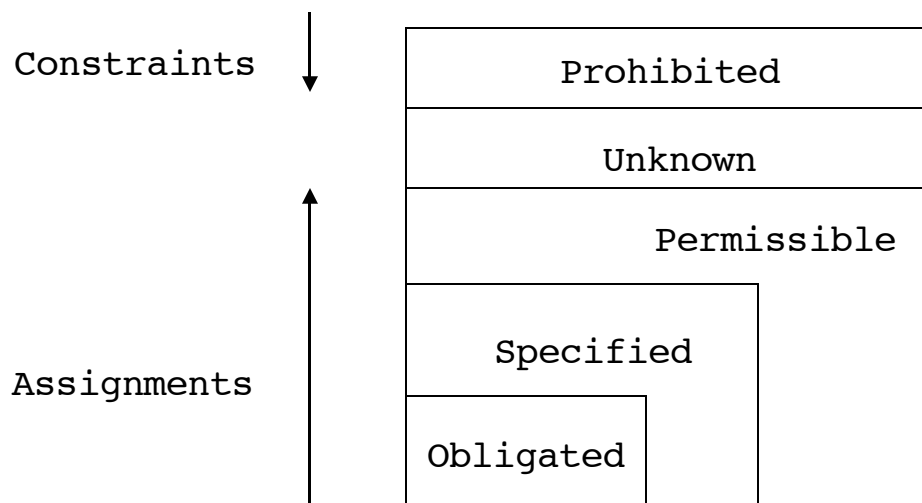 Constraints
Prohibited
Unknown
Permissible
Specified
Assignments
Obligated